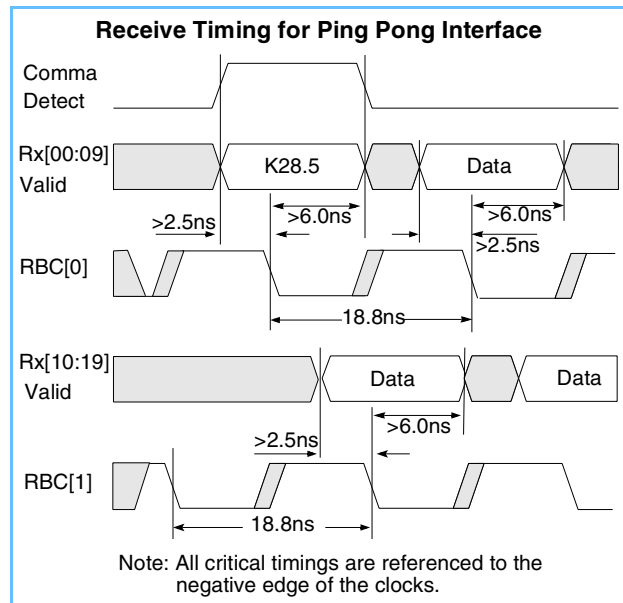 Receive Timing for Ping Pong Interface
Comma
Detect
Rx[00:09]
Valid
K28.5
Data
>6.0ns
>6.0ns
>2.5ns
>2.5ns
RBC[0]
18.8ns
Rx[10:19]
Valid
Data
Data
>6.0ns
>2.5ns
RBC[1]
18.8ns
Note: All critical timings are referenced to the
negative edge of the clocks.